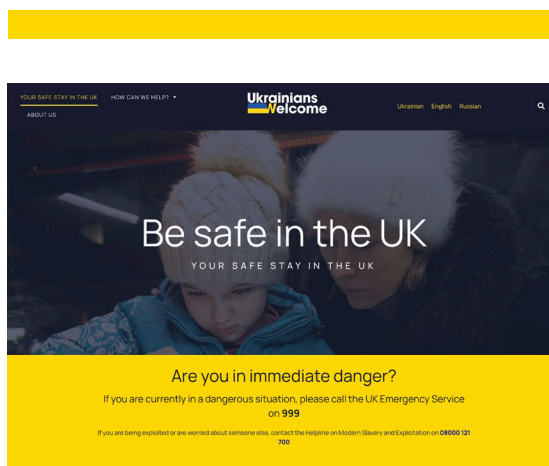 YOUR SAFE STAY IN THE UK
HOW CAN WE HELP?
ABOUT US
Ukrainians
Welcome
Ukrainian English Russian
Be safe in the UK
YOUR SAFE STAY IN THE UK
Are you in immediate danger?
If you are currently in a dangerous situation, please call the UK Emergency Service
on 999
If you are being exploited or are worried about someone else, contact the Helpline on Modern Slavery and Exploitation on 08000 121
700